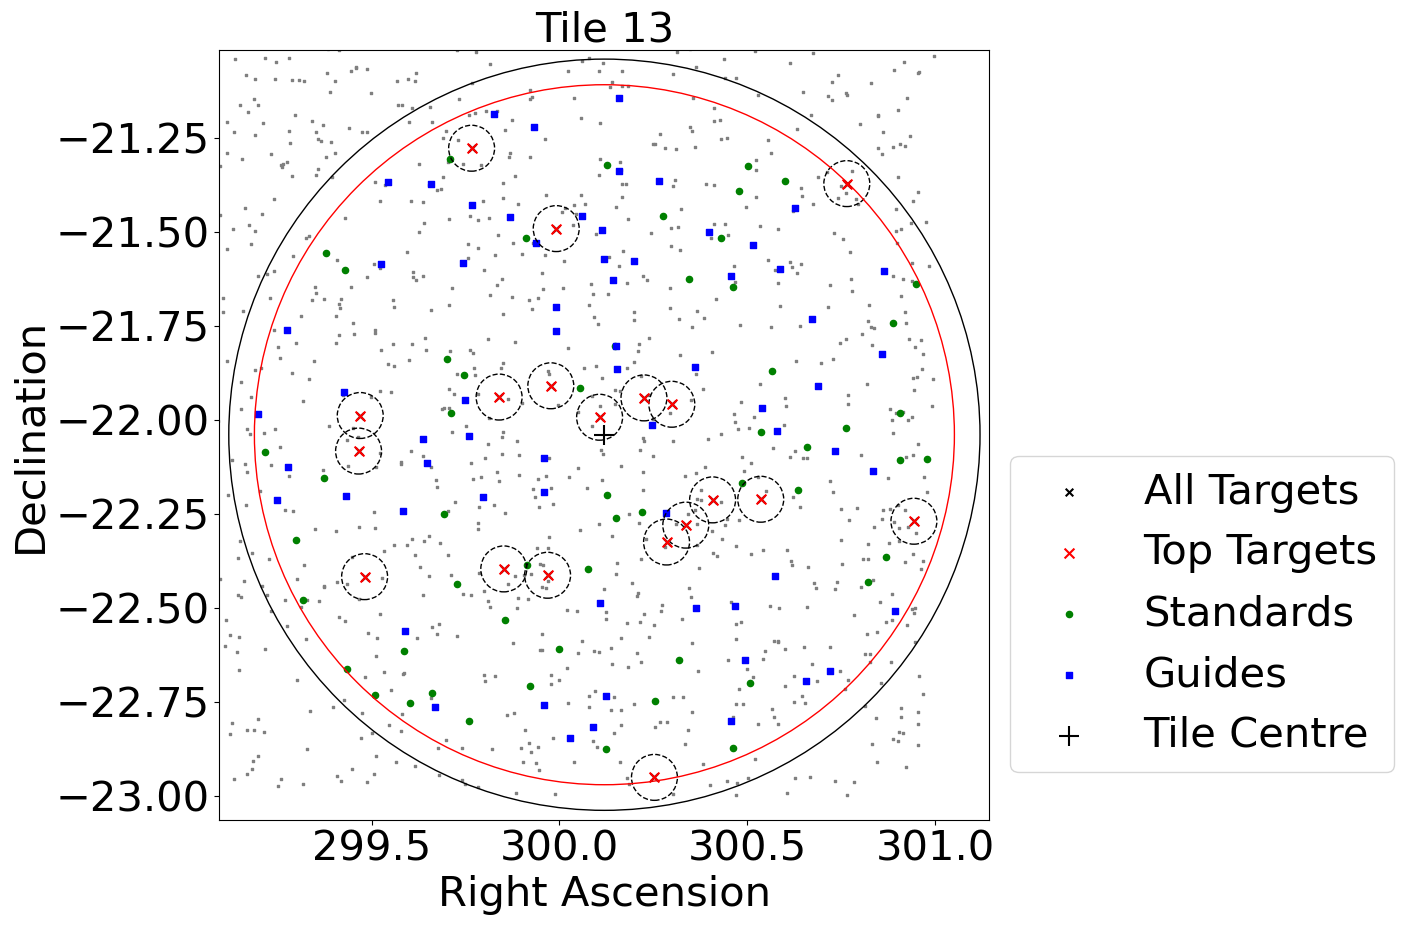 Tile 13
−21.25
−21.50
−21.75
−22.00
−22.25
−22.50
−22.75
−23.00
Declination
299.5 300.0 300.5 301.0
Right Ascension
All Targets
Top Targets
Standards
Guides
Tile Centre